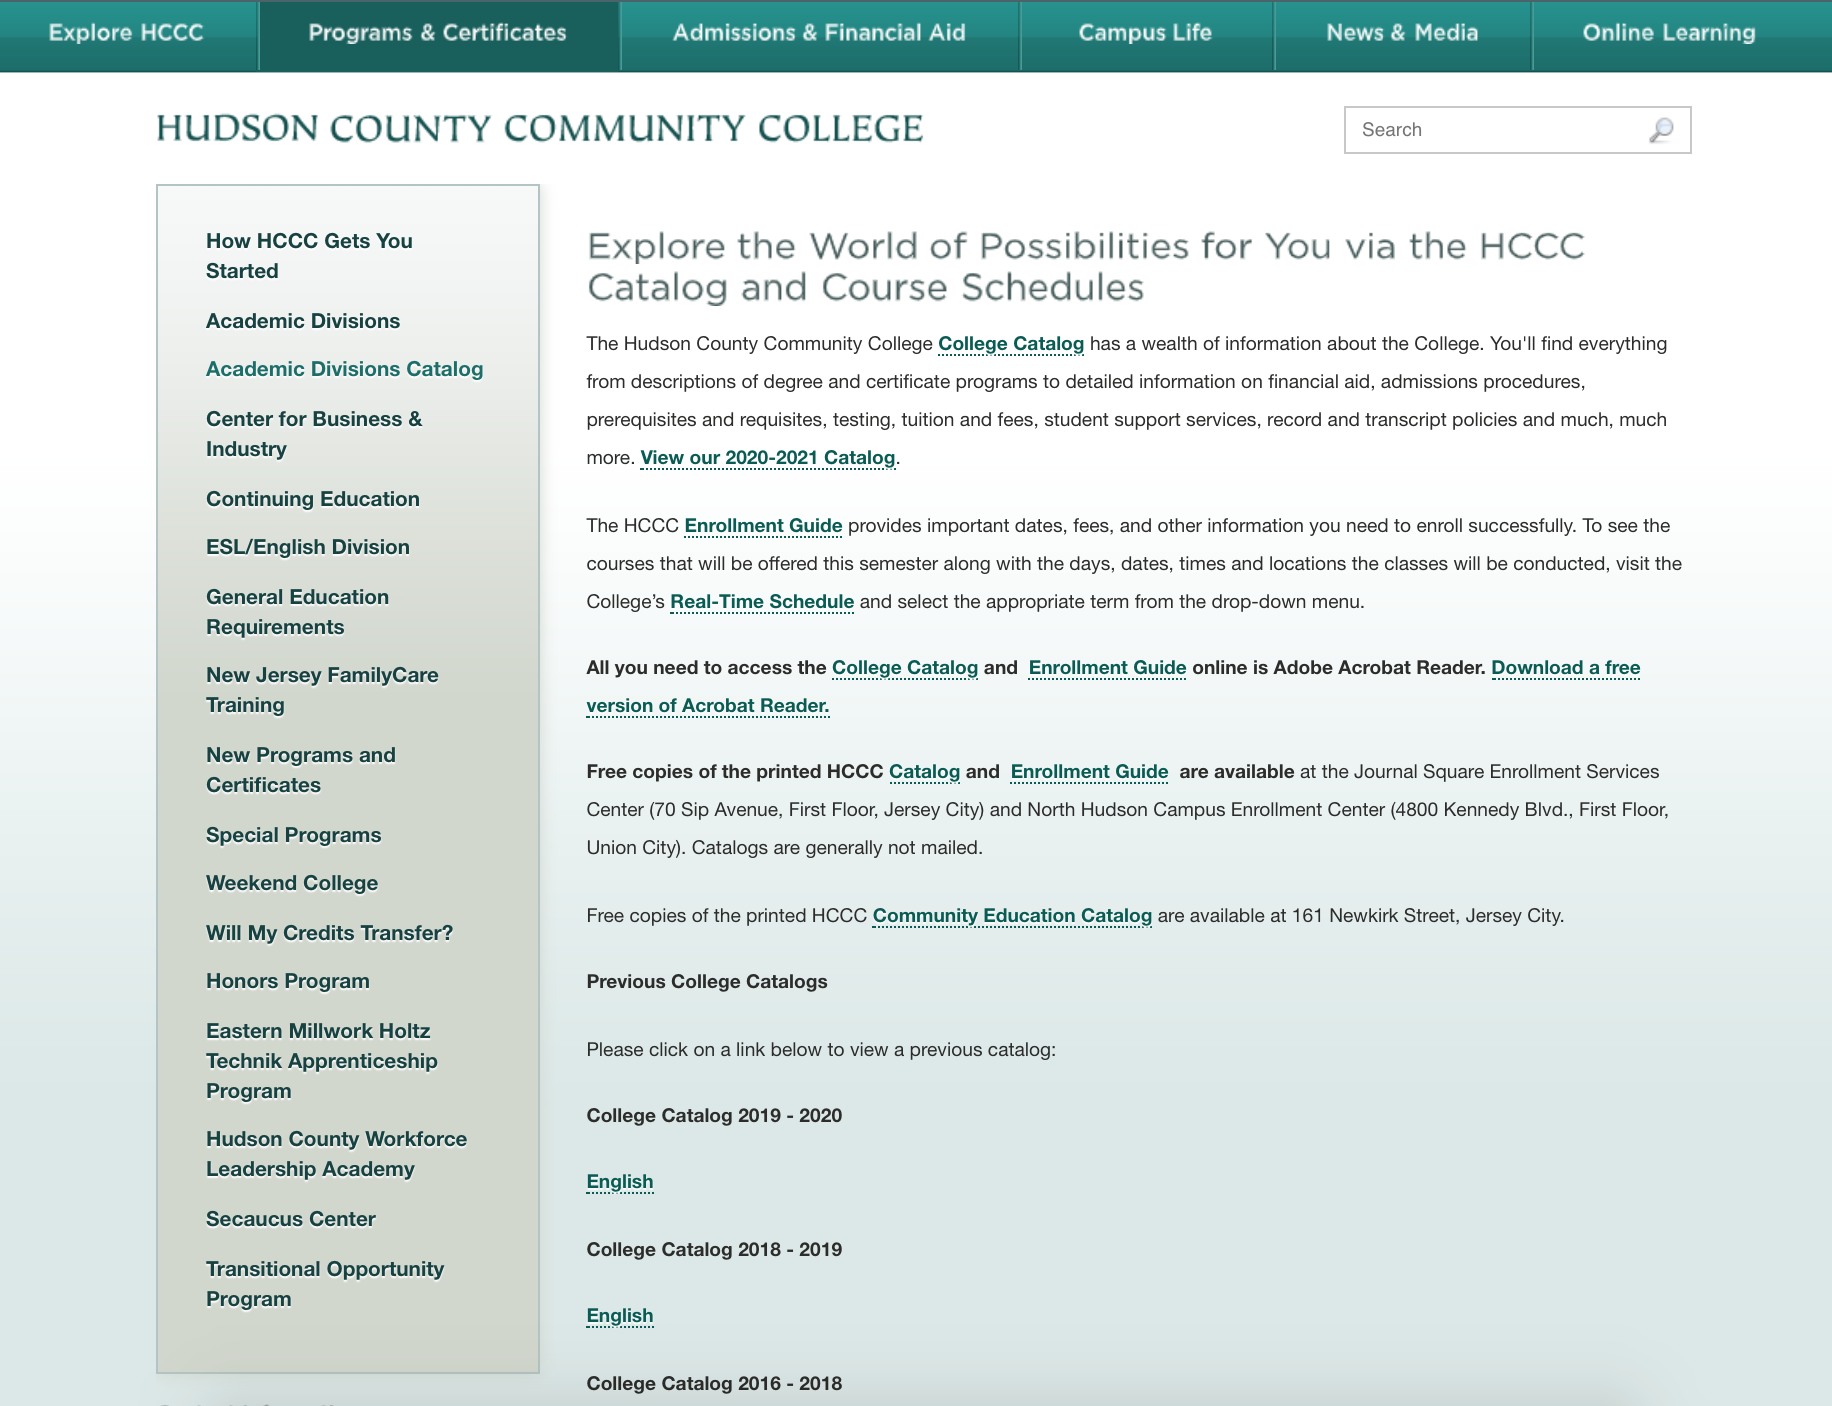 Explore HCCC
Programs & Certificates
Admissions & Financial Aid
Campus Life
News & Media
Online Learning
HUDSON COUNTY COMMUNITY COLLEGE
Search
How HCCC Gets You
Started
Academic Divisions
Academic Divisions Catalog
Center for Business &
Industry
Continuing Education
ESL/English Division
General Education
Requirements
New Jersey FamilyCare
Training
New Programs and
Certificates
Special Programs
Weekend College
Will My Credits Transfer?
Honors Program
Eastern Millwork Holtz
Technik Apprenticeship
Program
Hudson County Workforce
Leadership Academy
Secaucus Center
Transitional Opportunity
Program
Explore the World of Possibilities for You via the HCCC
Catalog and Course Schedules
The Hudson County Community College College Catalog has a wealth of information about the College. You'll find everything
from descriptions of degree and certificate programs to detailed information on financial aid, admissions procedures,
prerequisites and requisites, testing, tuition and fees, student support services, record and transcript policies and much, much
more. View our 2020-2021 Catalog.
The HCCC Enrollment Guide provides important dates, fees, and other information you need to enroll successfully. To see the
courses that will be offered this semester along with the days, dates, times and locations the classes will be conducted, visit the
College’s Real-Time Schedule and select the appropriate term from the drop-down menu.
All you need to access the College Catalog and Enrollment Guide online is Adobe Acrobat Reader. Download a free
version of Acrobat Reader.
Free copies of the printed HCCC Catalog and Enrollment Guide are available at the Journal Square Enrollment Services
Center (70 Sip Avenue, First Floor, Jersey City) and North Hudson Campus Enrollment Center (4800 Kennedy Blvd., First Floor,
Union City). Catalogs are generally not mailed.
Free copies of the printed HCCC Community Education Catalog are available at 161 Newkirk Street, Jersey City.
Previous College Catalogs
Please click on a link below to view a previous catalog:
College Catalog 2019 - 2020
English
College Catalog 2018 - 2019
English
College Catalog 2016 - 2018